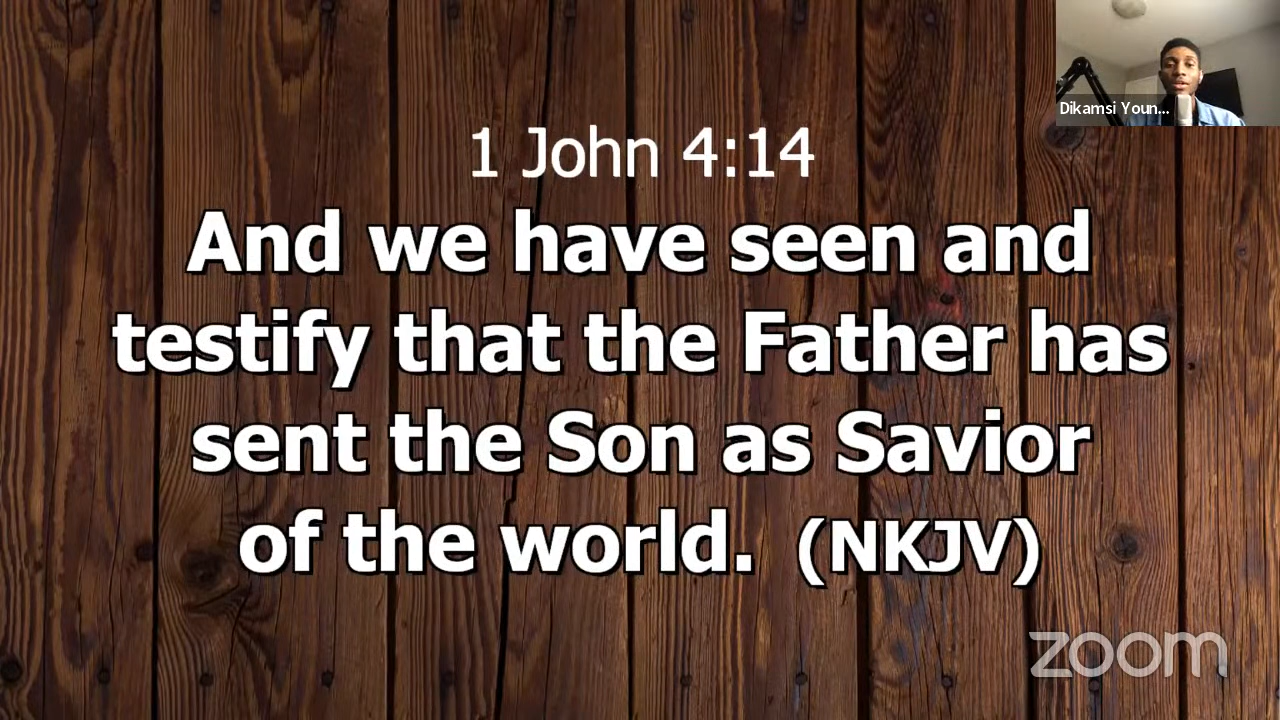 Dikamsi Youn...
1 John 4:14
And we have seen and
testify that the Father has
sent the Son as Savior
of the world. (NKJV)
zoom